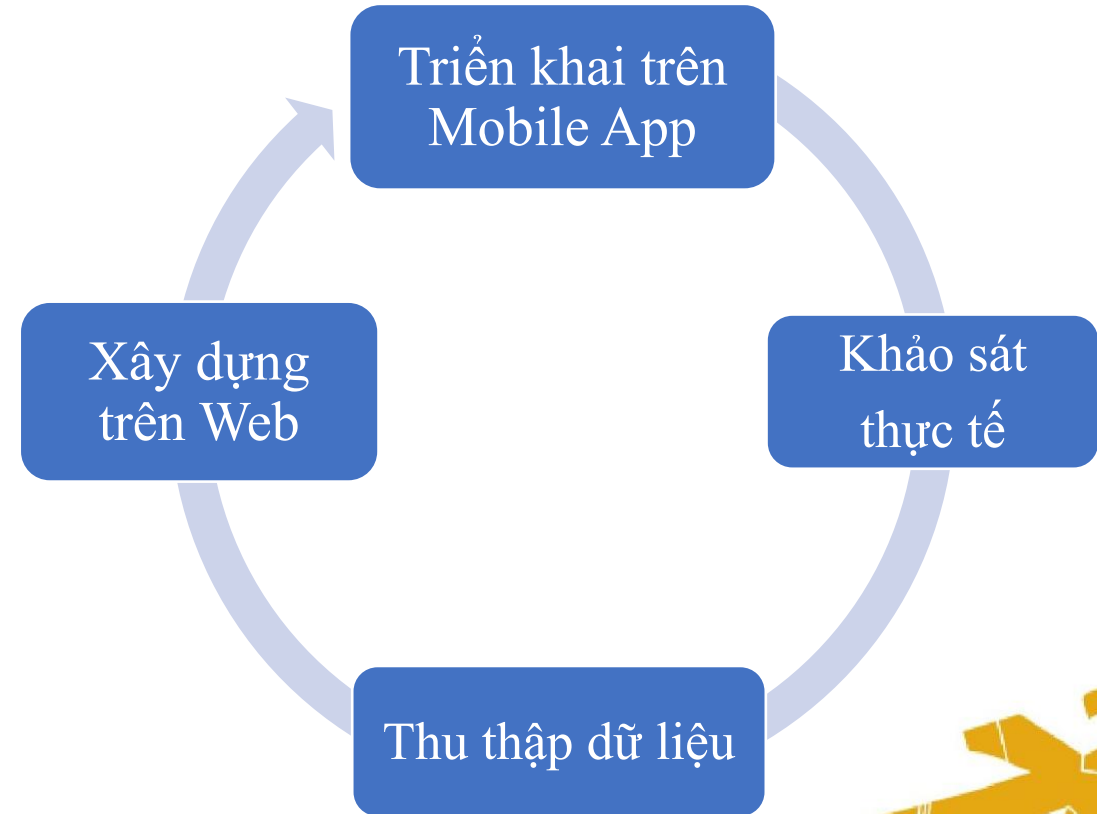 Triển khai trên
Mobile App
Khảo sát
thực tế
Thu thập dữ liệu
Xây dựng
trên Web